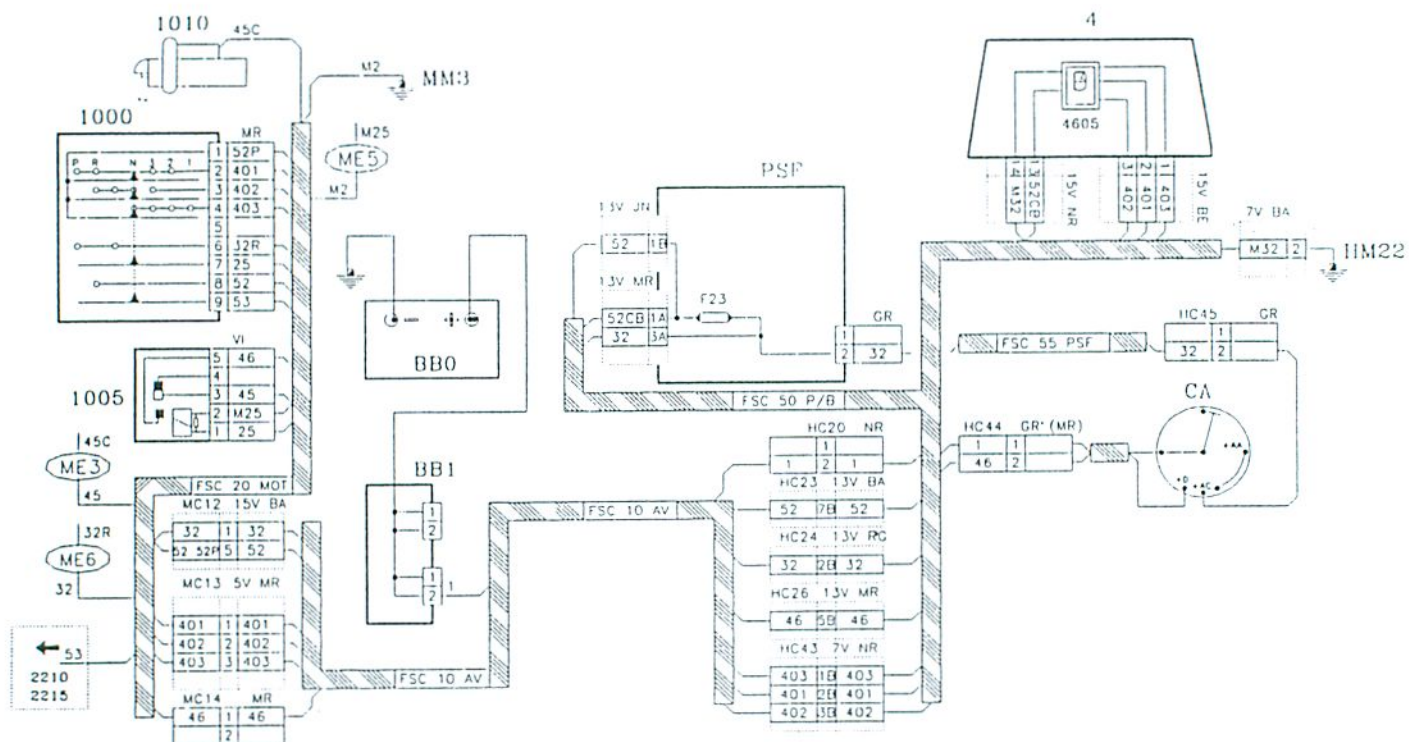 1010
45C
M2
MM3
4
1000
MR
P R N 3 2 1
1 52P
2 401
3 402
4 403
5
6 32R
7 25
8 52
9 53
M25
ME5
M2
PSF
4605
14 M32
13 52CB
15V NR
3 402
2 401
1 403
15V BE
7V BA
M32 2
HM22
13V JN
52 1B
13V MR
52CB 1A
32 3A
F23
GR
1
2 32
FSC 55 PSF
HC45 GR
1
32 2
BB0
FSC 50 P/B
CA
+AA
+D +AC
VI
1005
5 46
4
3 45
2 M25
1 25
45C
ME3
45
FSC 20 MOT
BB1
1
2
1
2
1
HC20 NR
1
1 2 1
HC44 GR (MR)
1 1
46 2
HC23 13V BA
52 7B 52
HC24 13V RG
32 2B 32
HC26 13V MR
46 5B 46
HC43 7V NR
403 1B 403
401 2B 401
402 3B 402
FSC 10 AV
MC12 15V BA
32 1 32
52 52P 5 52
32R
ME6
32
MC13 5V MR
401 1 401
402 2 402
403 3 403
53
2210
2215
FSC 10 AV
MC14 MR
46 1 46
2